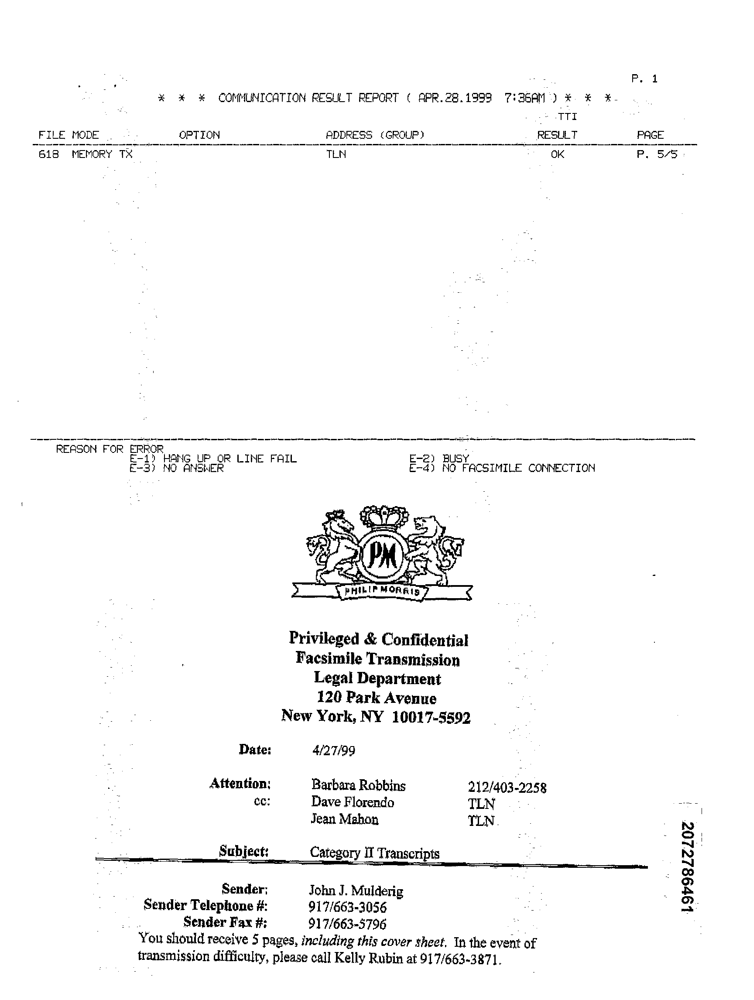 P. 1
* * * COMMUNICATION RESULT REPORT ( APR.28.1999 7:36AM ) * * *
TTI
FILE MODE OPTION ADDRESS (GROUP) RESULT PAGE
618 MEMORY TX TLN OK P. 5/5
REASON FOR ERROR
E-1) HANG UP OR LINE FAIL E-2) BUSY
E-3) NO ANSWER E-4) NO FACSIMILE CONNECTION
PM
PHILIP MORRIS
Privileged & Confidential
Facsimile Transmission
Legal Department
120 Park Avenue
New York, NY 10017-5592
Date: 4/27/99
Attention: Barbara Robbins 212/403-2258
cc: Dave Florendo TLN
Jean Mahon TLN
Subject: Category II Transcripts
Sender: John J. Mulderig
Sender Telephone #: 917/663-3056
Sender Fax #: 917/663-5796
You should receive 5 pages, including this cover sheet. In the event of
transmission difficulty, please call Kelly Rubin at 917/663-3871.
2072786461